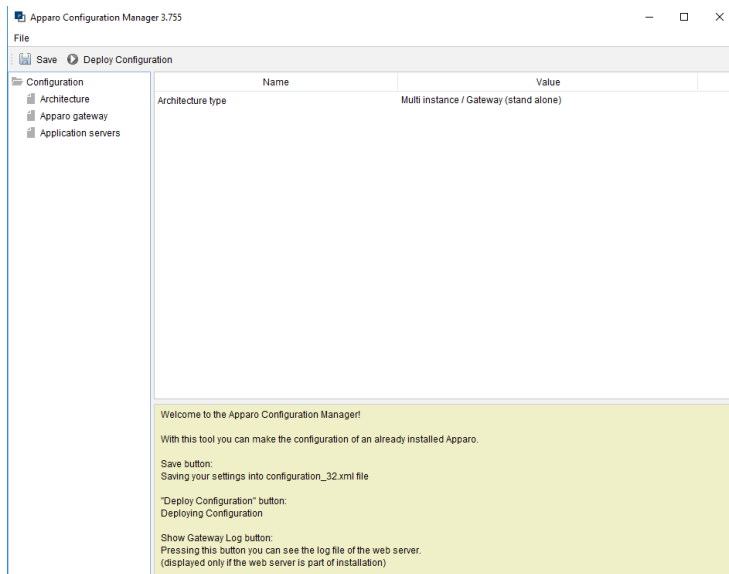 Apparo Configuration Manager 3.755
File
Save Deploy Configuration
Configuration
Architecture
Apparo gateway
Application servers
Name Value
Architecture type Multi instance / Gateway (stand alone)
Welcome to the Apparo Configuration Manager!
With this tool you can make the configuration of an already installed Apparo.
Save button:
Saving your settings into configuration_32.xml file
"Deploy Configuration" button:
Deploying Configuration
Show Gateway Log button:
Pressing this button you can see the log file of the web server.
(displayed only if the web server is part of installation)